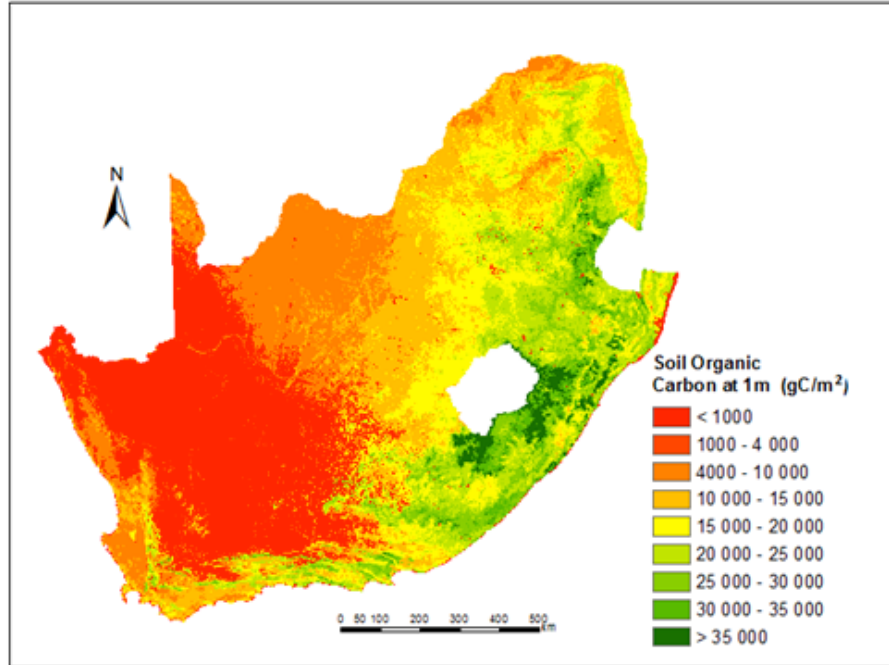 N
Soil Organic
Carbon at 1m (gC/m²)
< 1000
1000 - 4 000
4000 - 10 000
10 000 - 15 000
15 000 - 20 000
20 000 - 25 000
25 000 - 30 000
30 000 - 35 000
> 35 000
0 50 100 200 300 400 500
Km